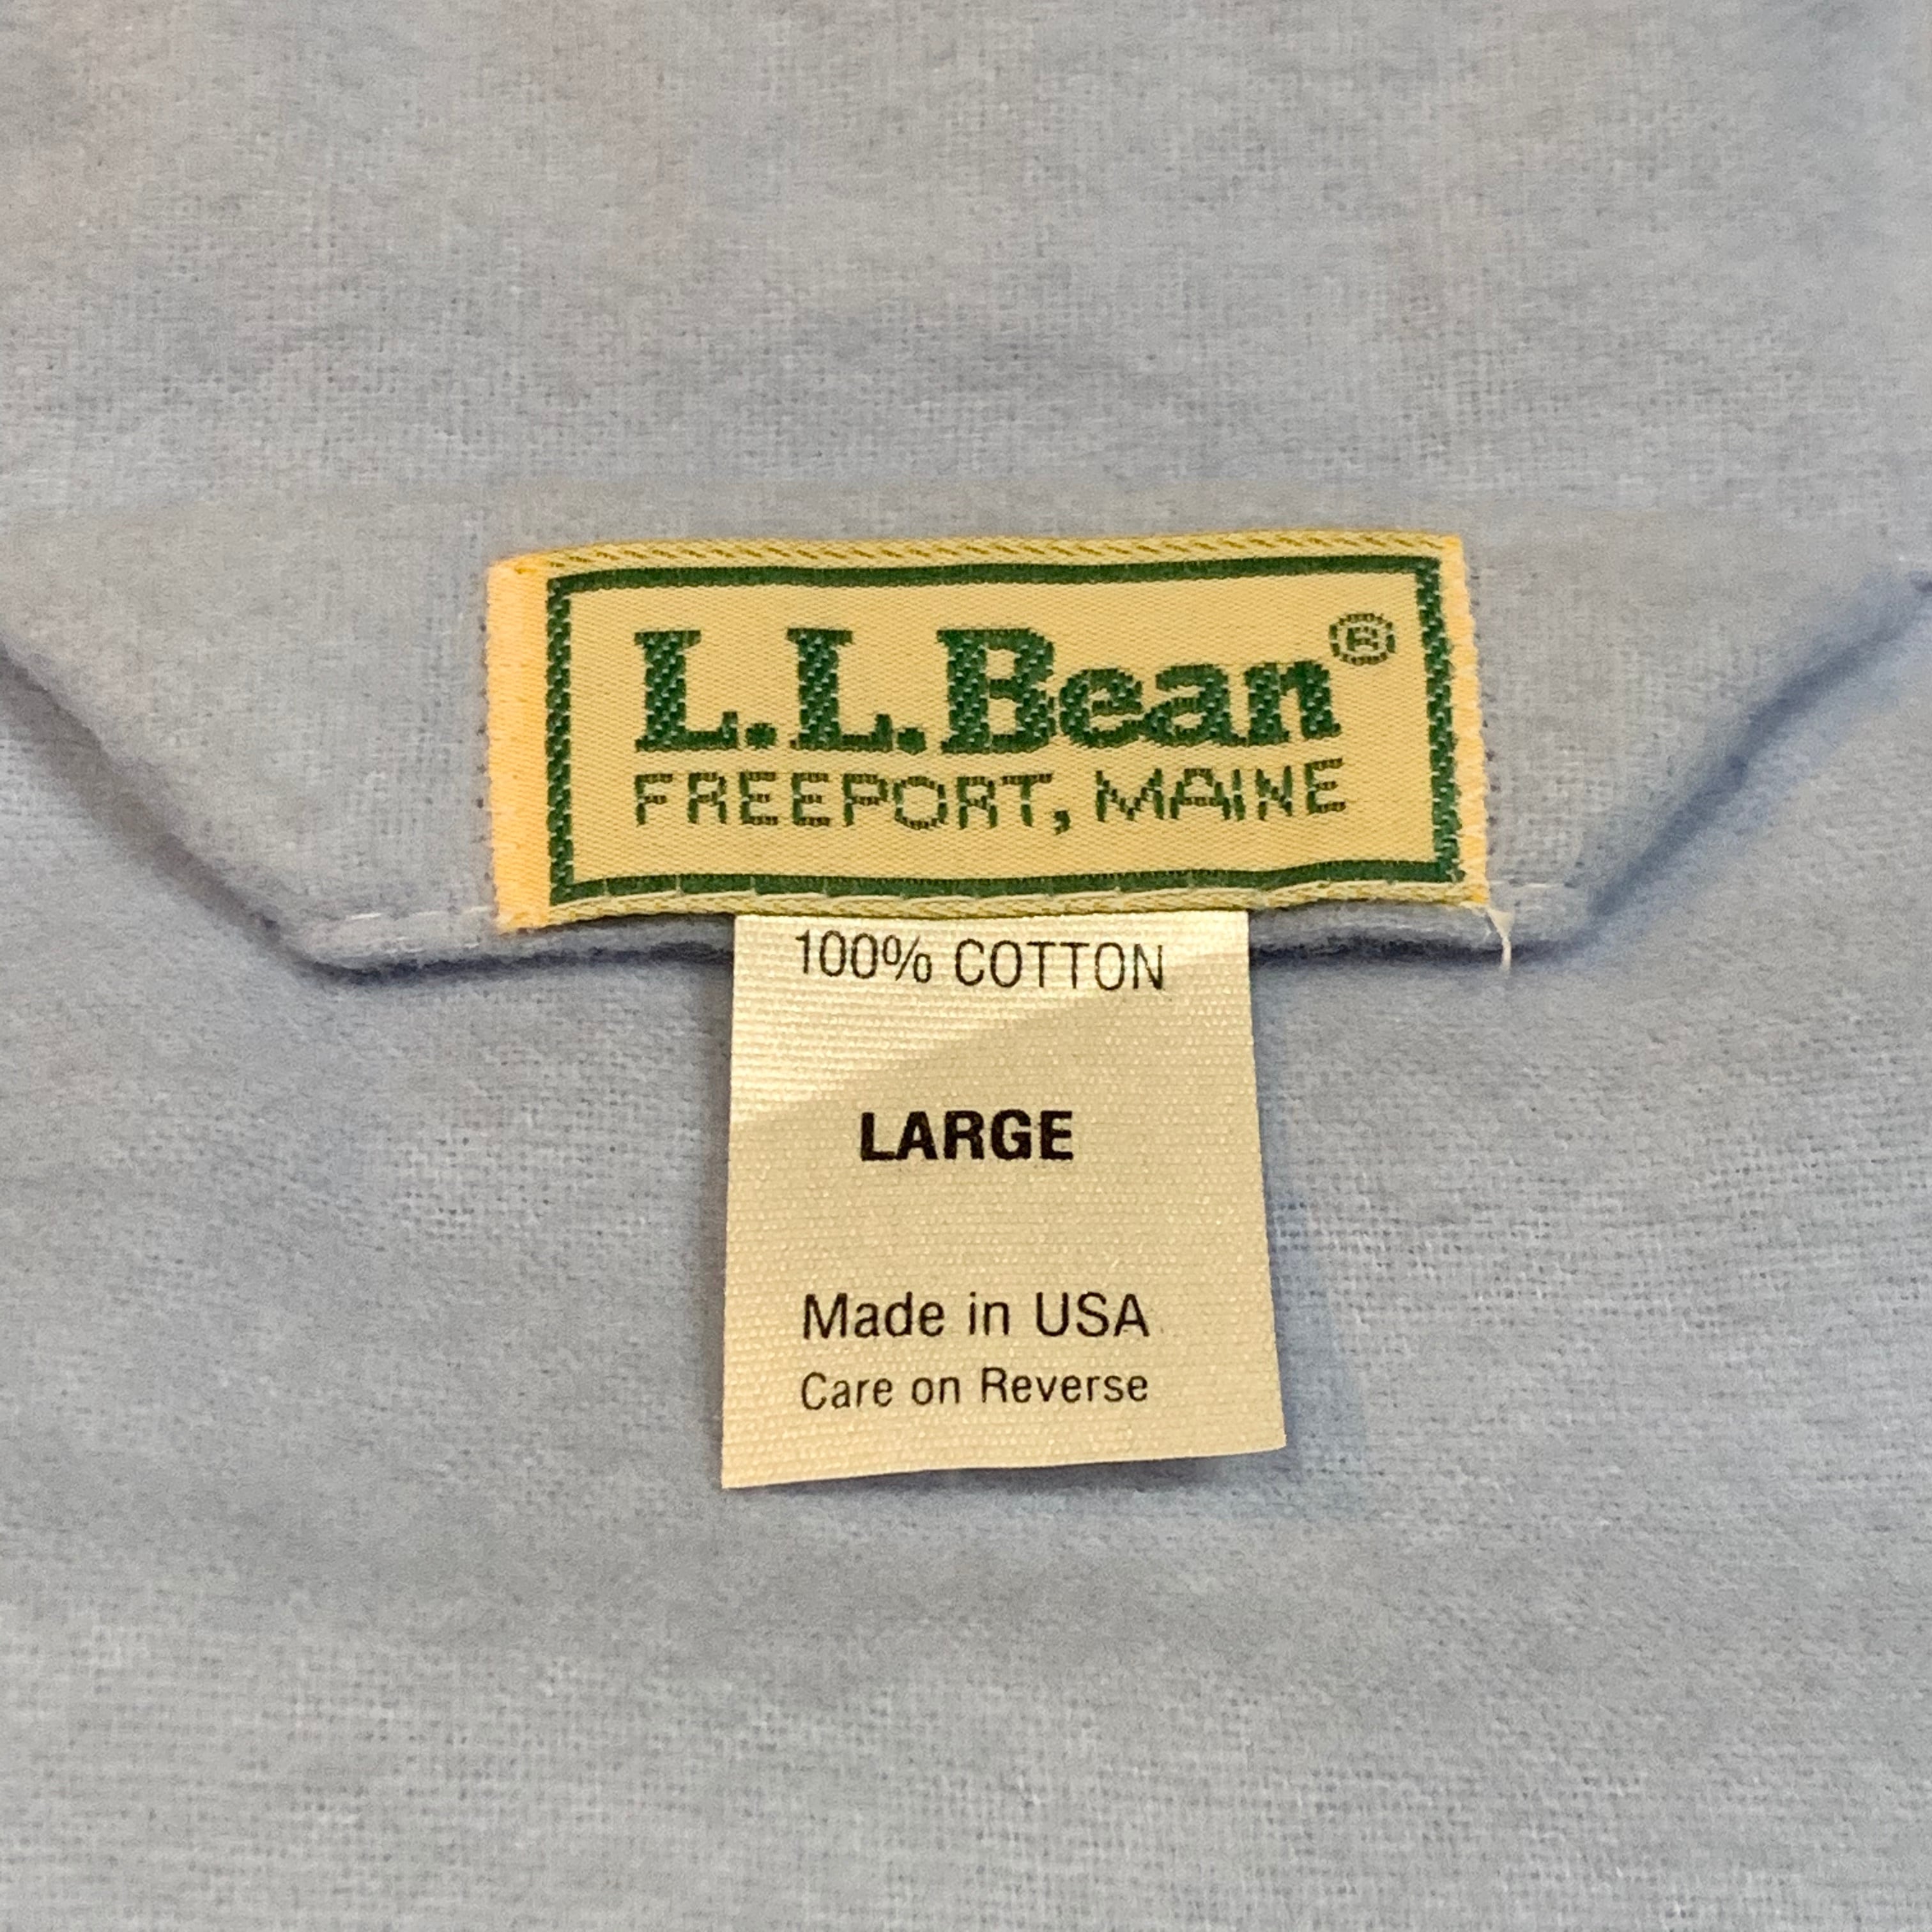 L.L.Bean®
FREEPORT, MAINE
100% COTTON
LARGE
Made in USA
Care on Reverse